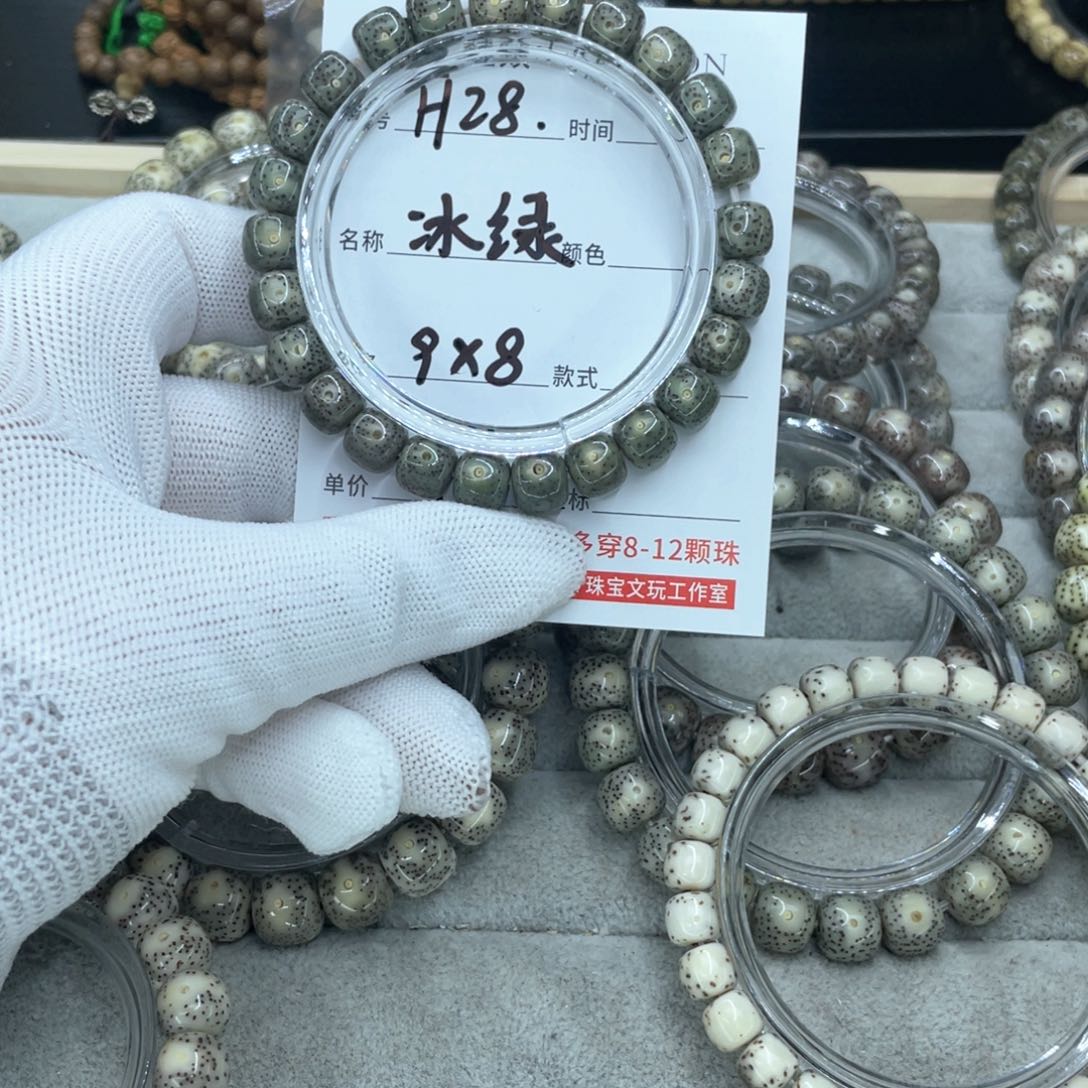 号 H28. 时间
名称 冰绿 颜色
9×8 款式
单价
多穿8-12颗珠
珠宝文玩工作室